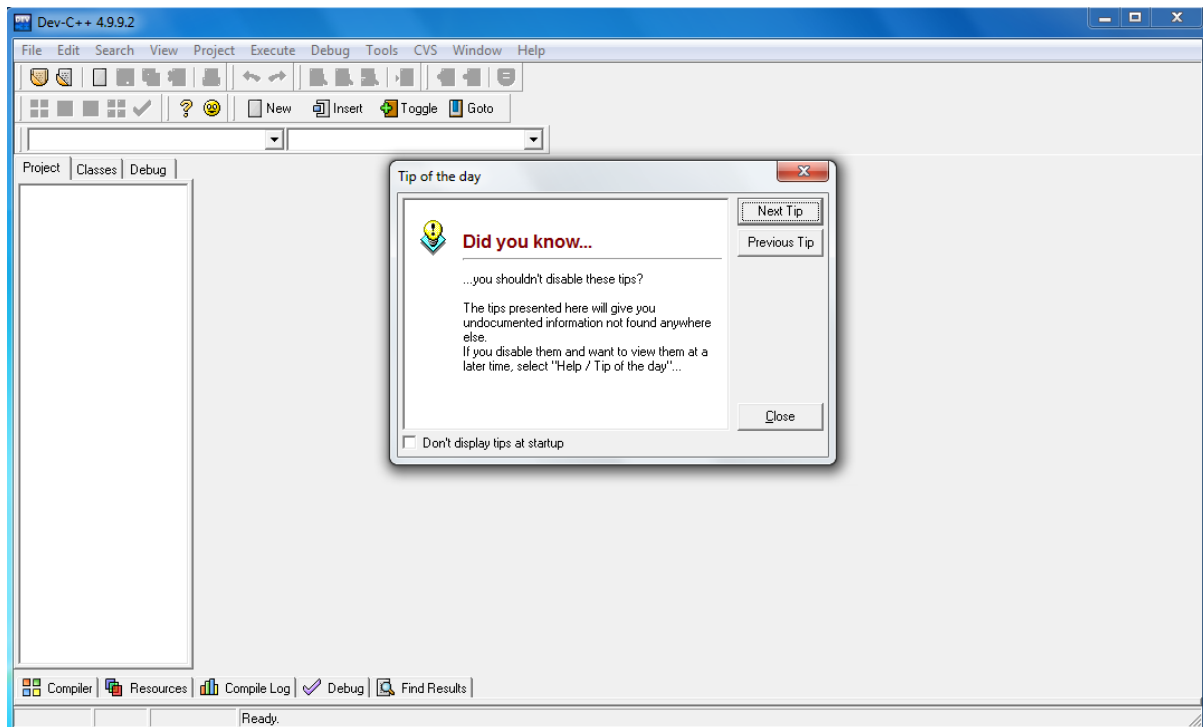 Dev-C++ 4.9.9.2
File Edit Search View Project Execute Debug Tools CVS Window Help
New Insert Toggle Goto
Project Classes Debug
Tip of the day
Did you know...
...you shouldn't disable these tips?
The tips presented here will give you
undocumented information not found anywhere
else.
If you disable them and want to view them at a
later time, select "Help / Tip of the day"...
Next Tip
Previous Tip
Close
Don't display tips at startup
Compiler Resources Compile Log Debug Find Results
Ready.